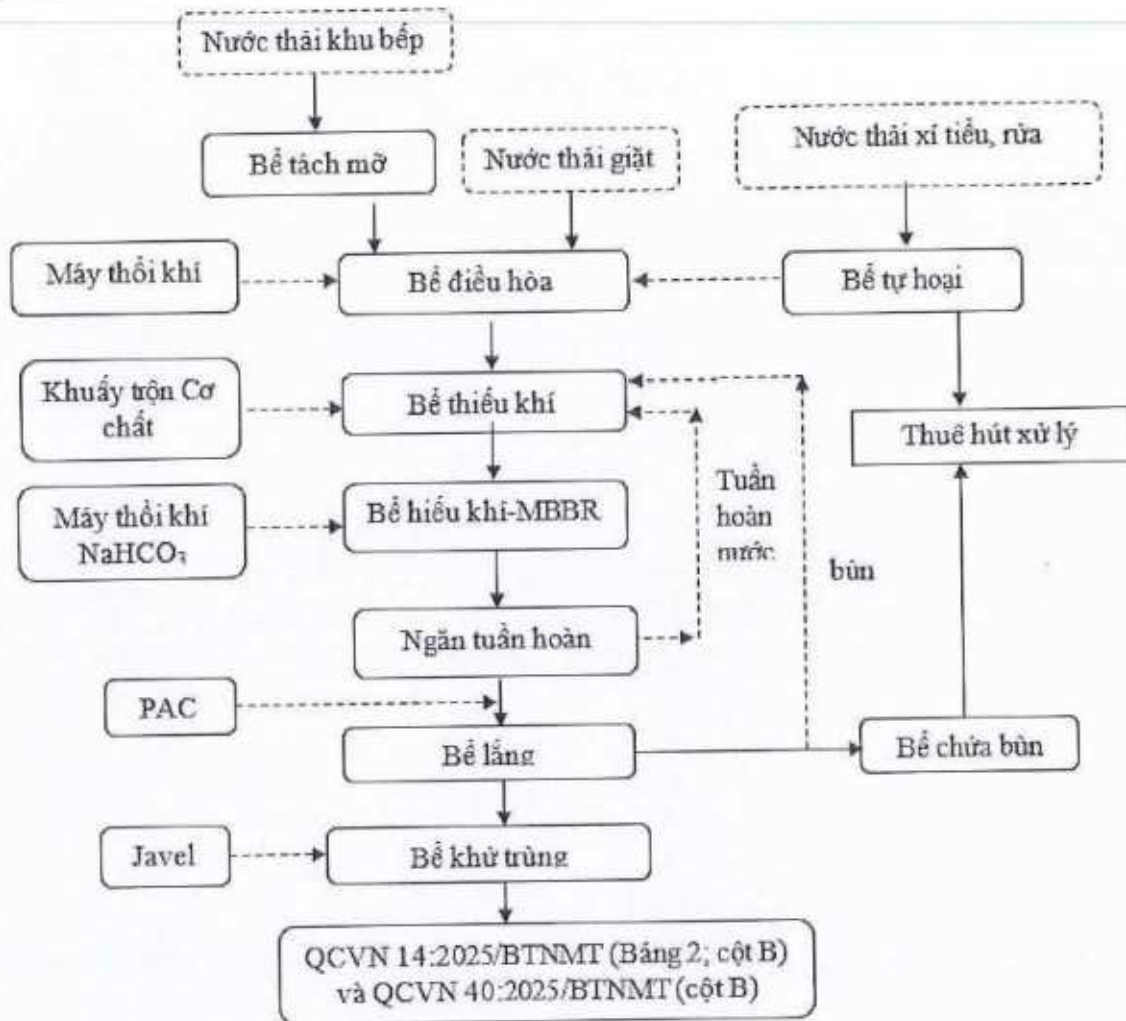 Nước thải khu bếp
Bể tách mỡ
Nước thải giặt
Nước thải xí tiểu, rửa
Máy thổi khí
Bể điều hòa
Bể tự hoại
Khuấy trộn Cơ
chất
Bể thiếu khí
Thuê hút xử lý
Máy thổi khí
NaHCO₃
Bể hiếu khí-MBBR
Tuần
hoàn
nước
bùn
Ngăn tuần hoàn
PAC
Bể lắng
Bể chứa bùn
Javel
Bể khử trùng
QCVN 14:2025/BTNMT (Bảng 2; cột B)
và QCVN 40:2025/BTNMT (cột B)